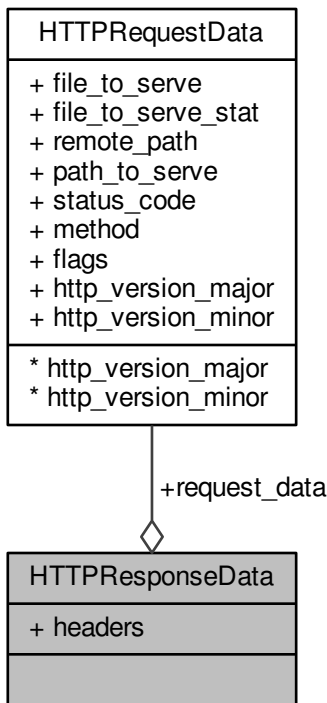 HTTPRequestData
+ file_to_serve
+ file_to_serve_stat
+ remote_path
+ path_to_serve
+ status_code
+ method
+ flags
+ http_version_major
+ http_version_minor
* http_version_major
* http_version_minor
+request_data
HTTPResponseData
+ headers